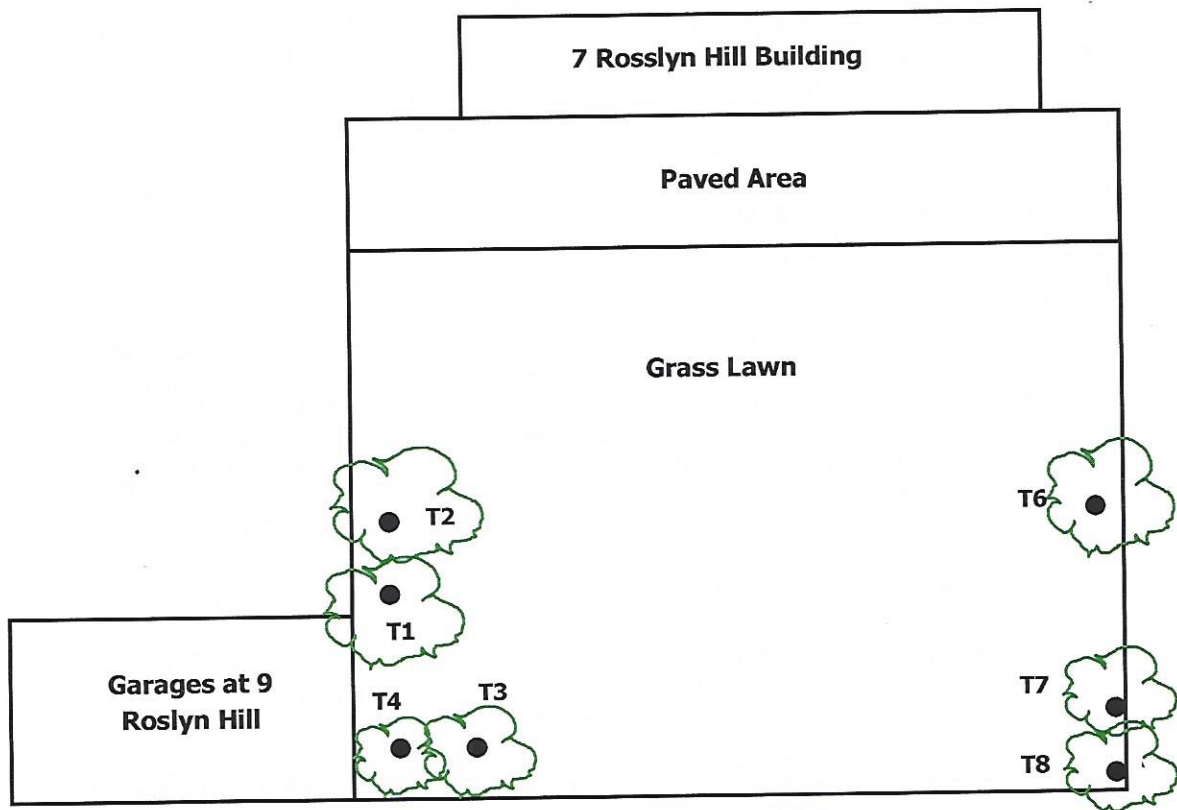 7 Rosslyn Hill Building
Paved Area
Grass Lawn
T2
T6
T1
Garages at 9
Roslyn Hill
T4
T3
T7
T8